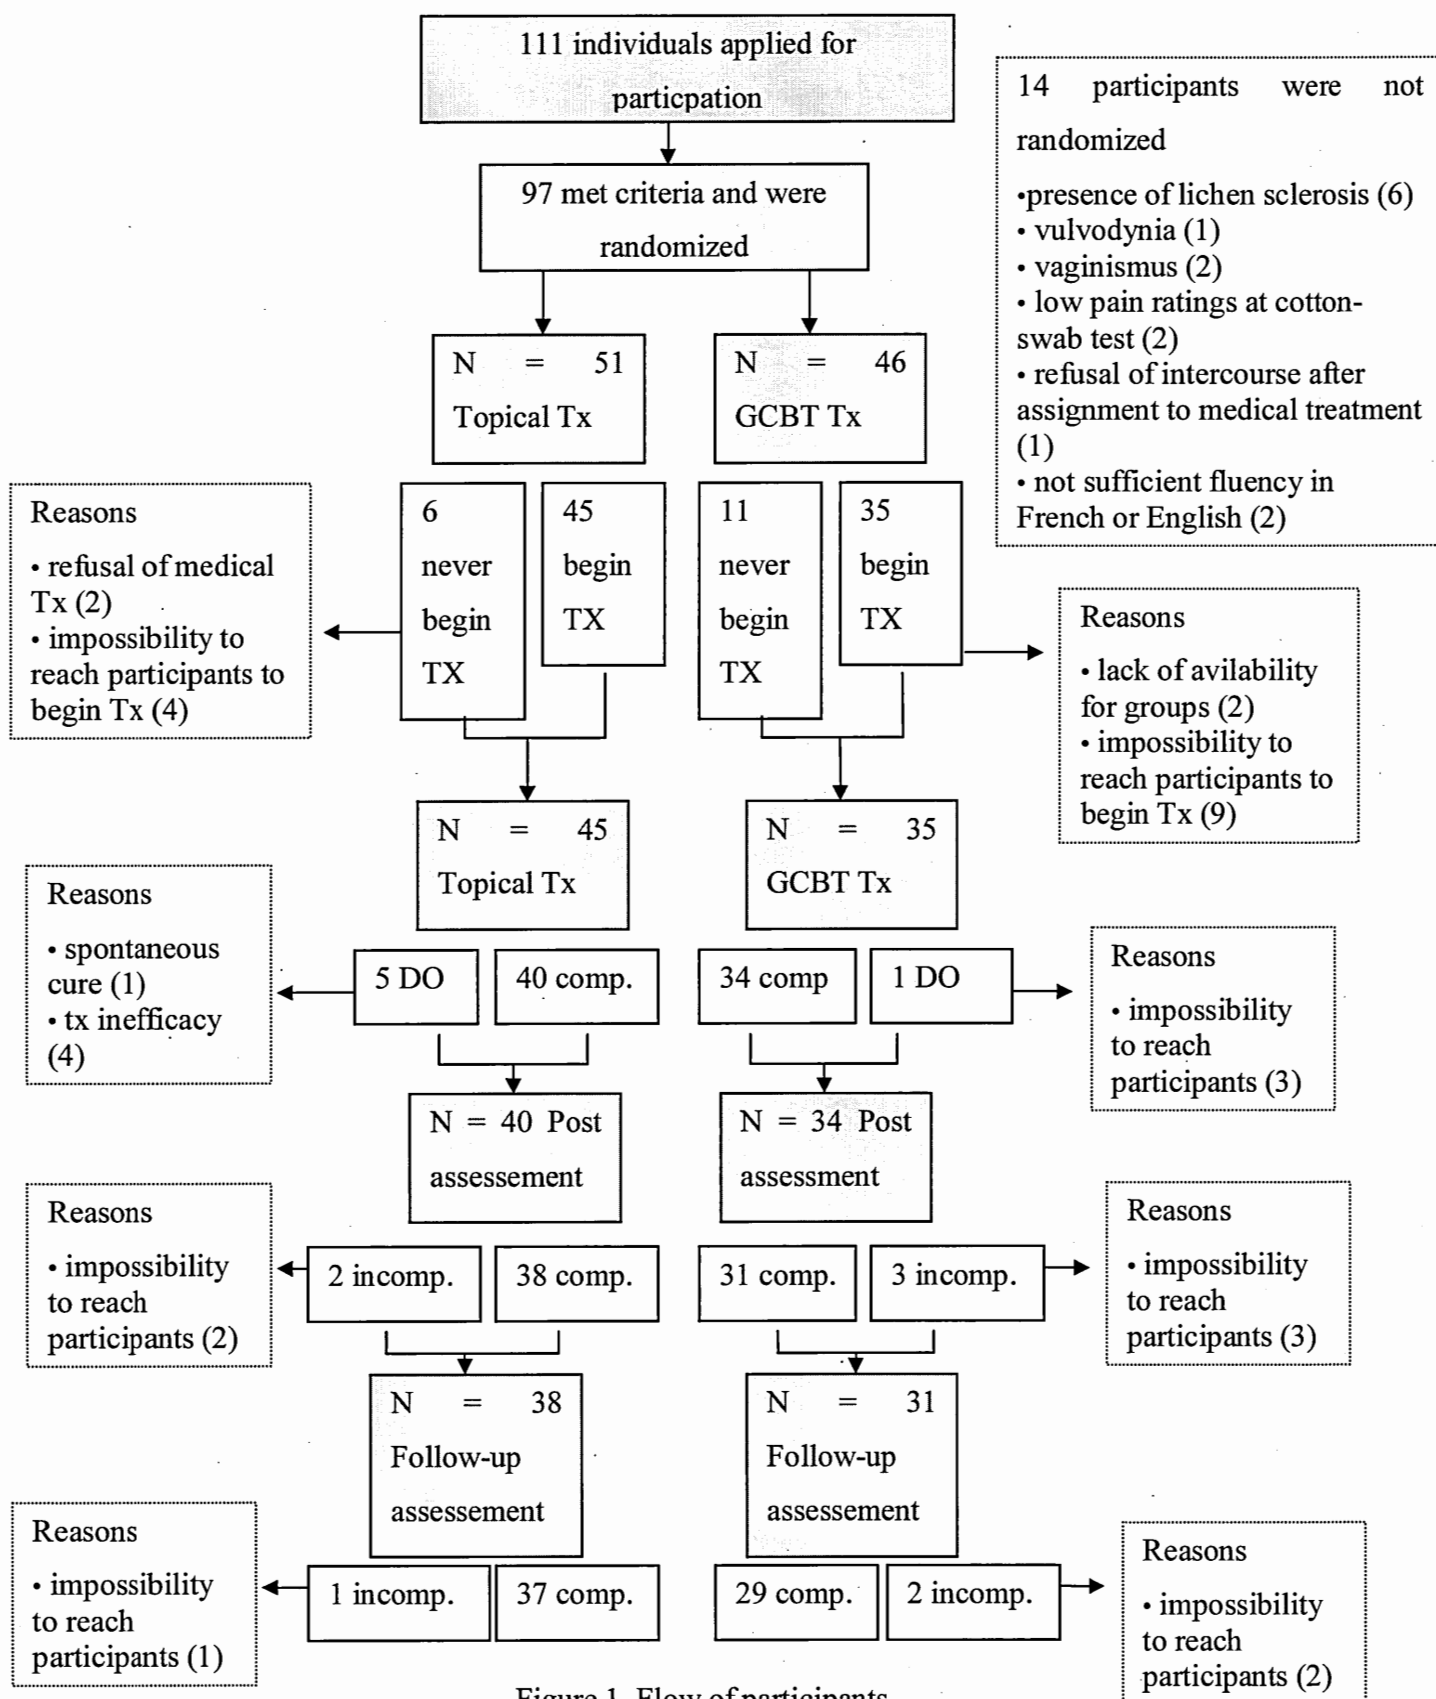 111 individuals applied for
particpation
14 participants were not
randomized
•presence of lichen sclerosis (6)
• vulvodynia (1)
• vaginismus (2)
• low pain ratings at cotton-
swab test (2)
• refusal of intercourse after
assignment to medical treatment
(1)
• not sufficient fluency in
French or English (2)
97 met criteria and were
randomized
N = 51
Topical Tx
N = 46
GCBT Tx
Reasons
• refusal of medical
Tx (2)
• impossibility to
reach participants to
begin Tx (4)
6
never
begin
TX
45
begin
TX
11
never
begin
TX
35
begin
TX
Reasons
• lack of avilability
for groups (2)
• impossibility to
reach participants to
begin Tx (9)
N = 45
Topical Tx
N = 35
GCBT Tx
Reasons
• spontaneous
cure (1)
• tx inefficacy
(4)
5 DO
40 comp.
34 comp
1 DO
Reasons
• impossibility
to reach
participants (3)
N = 40 Post
assessement
N = 34 Post
assessment
Reasons
• impossibility
to reach
participants (2)
2 incomp.
38 comp.
31 comp.
3 incomp.
Reasons
• impossibility
to reach
participants (3)
N = 38
Follow-up
assessement
N = 31
Follow-up
assessement
Reasons
• impossibility
to reach
participants (1)
1 incomp.
37 comp.
29 comp.
2 incomp.
Reasons
• impossibility
to reach
participants (2)
Figure 1. Flow of participants